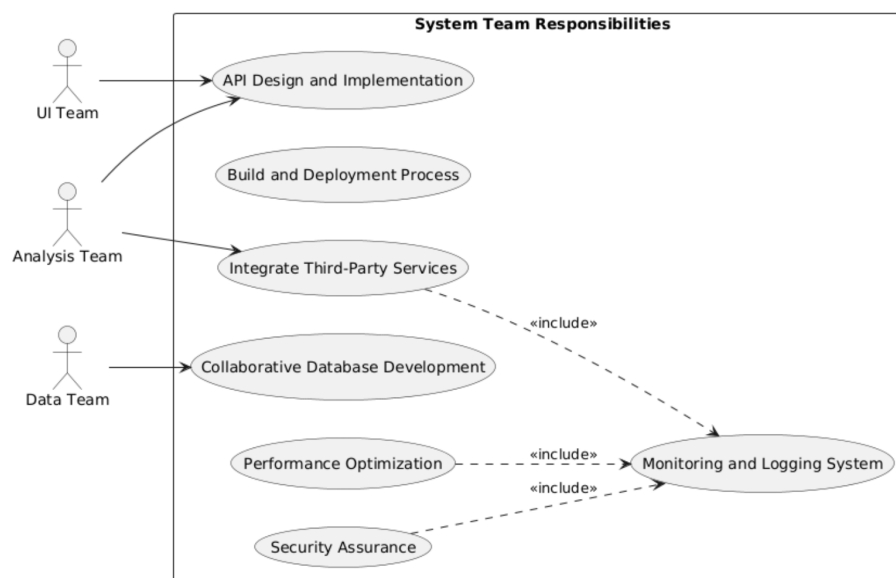 System Team Responsibilities
API Design and Implementation
UI Team
Build and Deployment Process
Analysis Team
Integrate Third-Party Services
«include»
Collaborative Database Development
Data Team
«include»
Performance Optimization
Monitoring and Logging System
«include»
Security Assurance